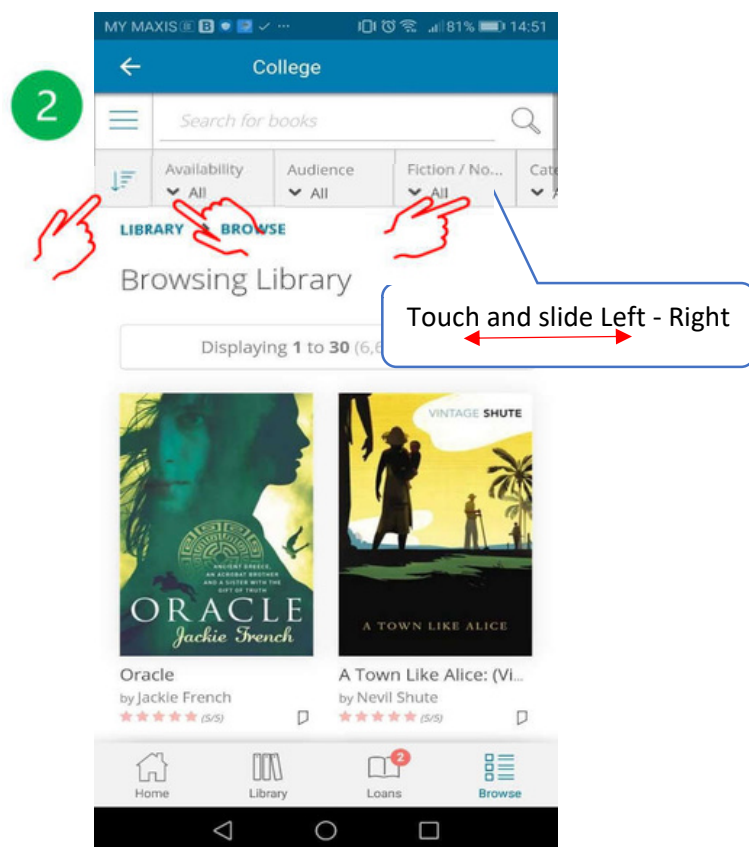 MY MAXIS B ... 81% 14:51
College
2
Search for books
Availability Audience Fiction / No... Cate
All All All
LIBRARY BROWSE
Browsing Library
Touch and slide Left - Right
Displaying 1 to 30 (6,6
VINTAGE SHUTE
ANCIENT GREECE,
AN ACROBAT BROTHER
AND A SISTER WITH THE
GIFT OF TRUTH
ORACLE
Jackie French
A TOWN LIKE ALICE
Oracle A Town Like Alice: (Vi...
by Jackie French by Nevil Shute
(5/5) (5/5)
2
Home Library Loans Browse